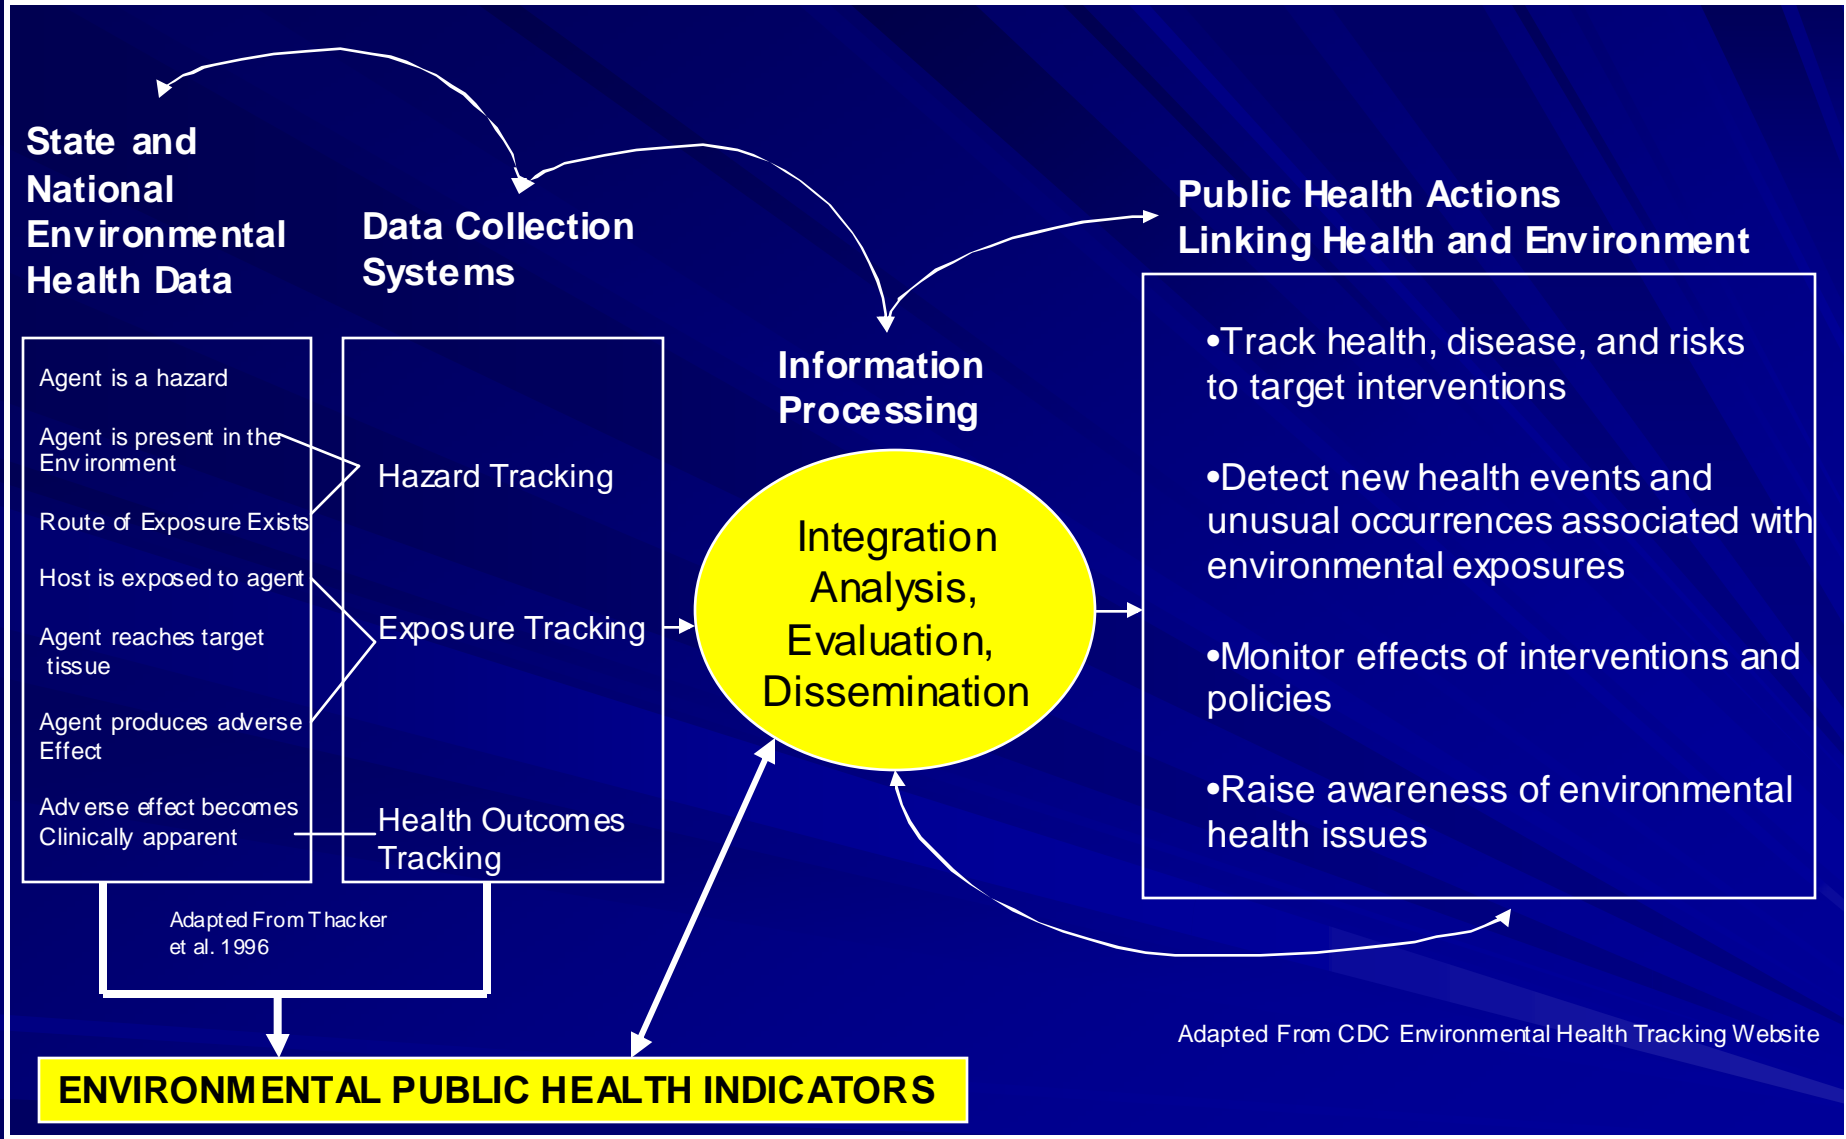 State and
National
Environmental
Health Data
Agent is a hazard
Agent is present in the
Environment
Route of Exposure Exists
Host is exposed to agent
Agent reaches target
tissue
Agent produces adverse
Effect
Adverse effect becomes
Clinically apparent
Data Collection
Systems
Hazard Tracking
Exposure Tracking
Health Outcomes
Tracking
Adapted From Thacker
et al. 1996
Information
Processing
Integration
Analysis,
Evaluation,
Dissemination
Public Health Actions
Linking Health and Environment
•Track health, disease, and risks
to target interventions
•Detect new health events and
unusual occurrences associated with
environmental exposures
•Monitor effects of interventions and
policies
•Raise awareness of environmental
health issues
Adapted From CDC Environmental Health Tracking Website
ENVIRONMENTAL PUBLIC HEALTH INDICATORS